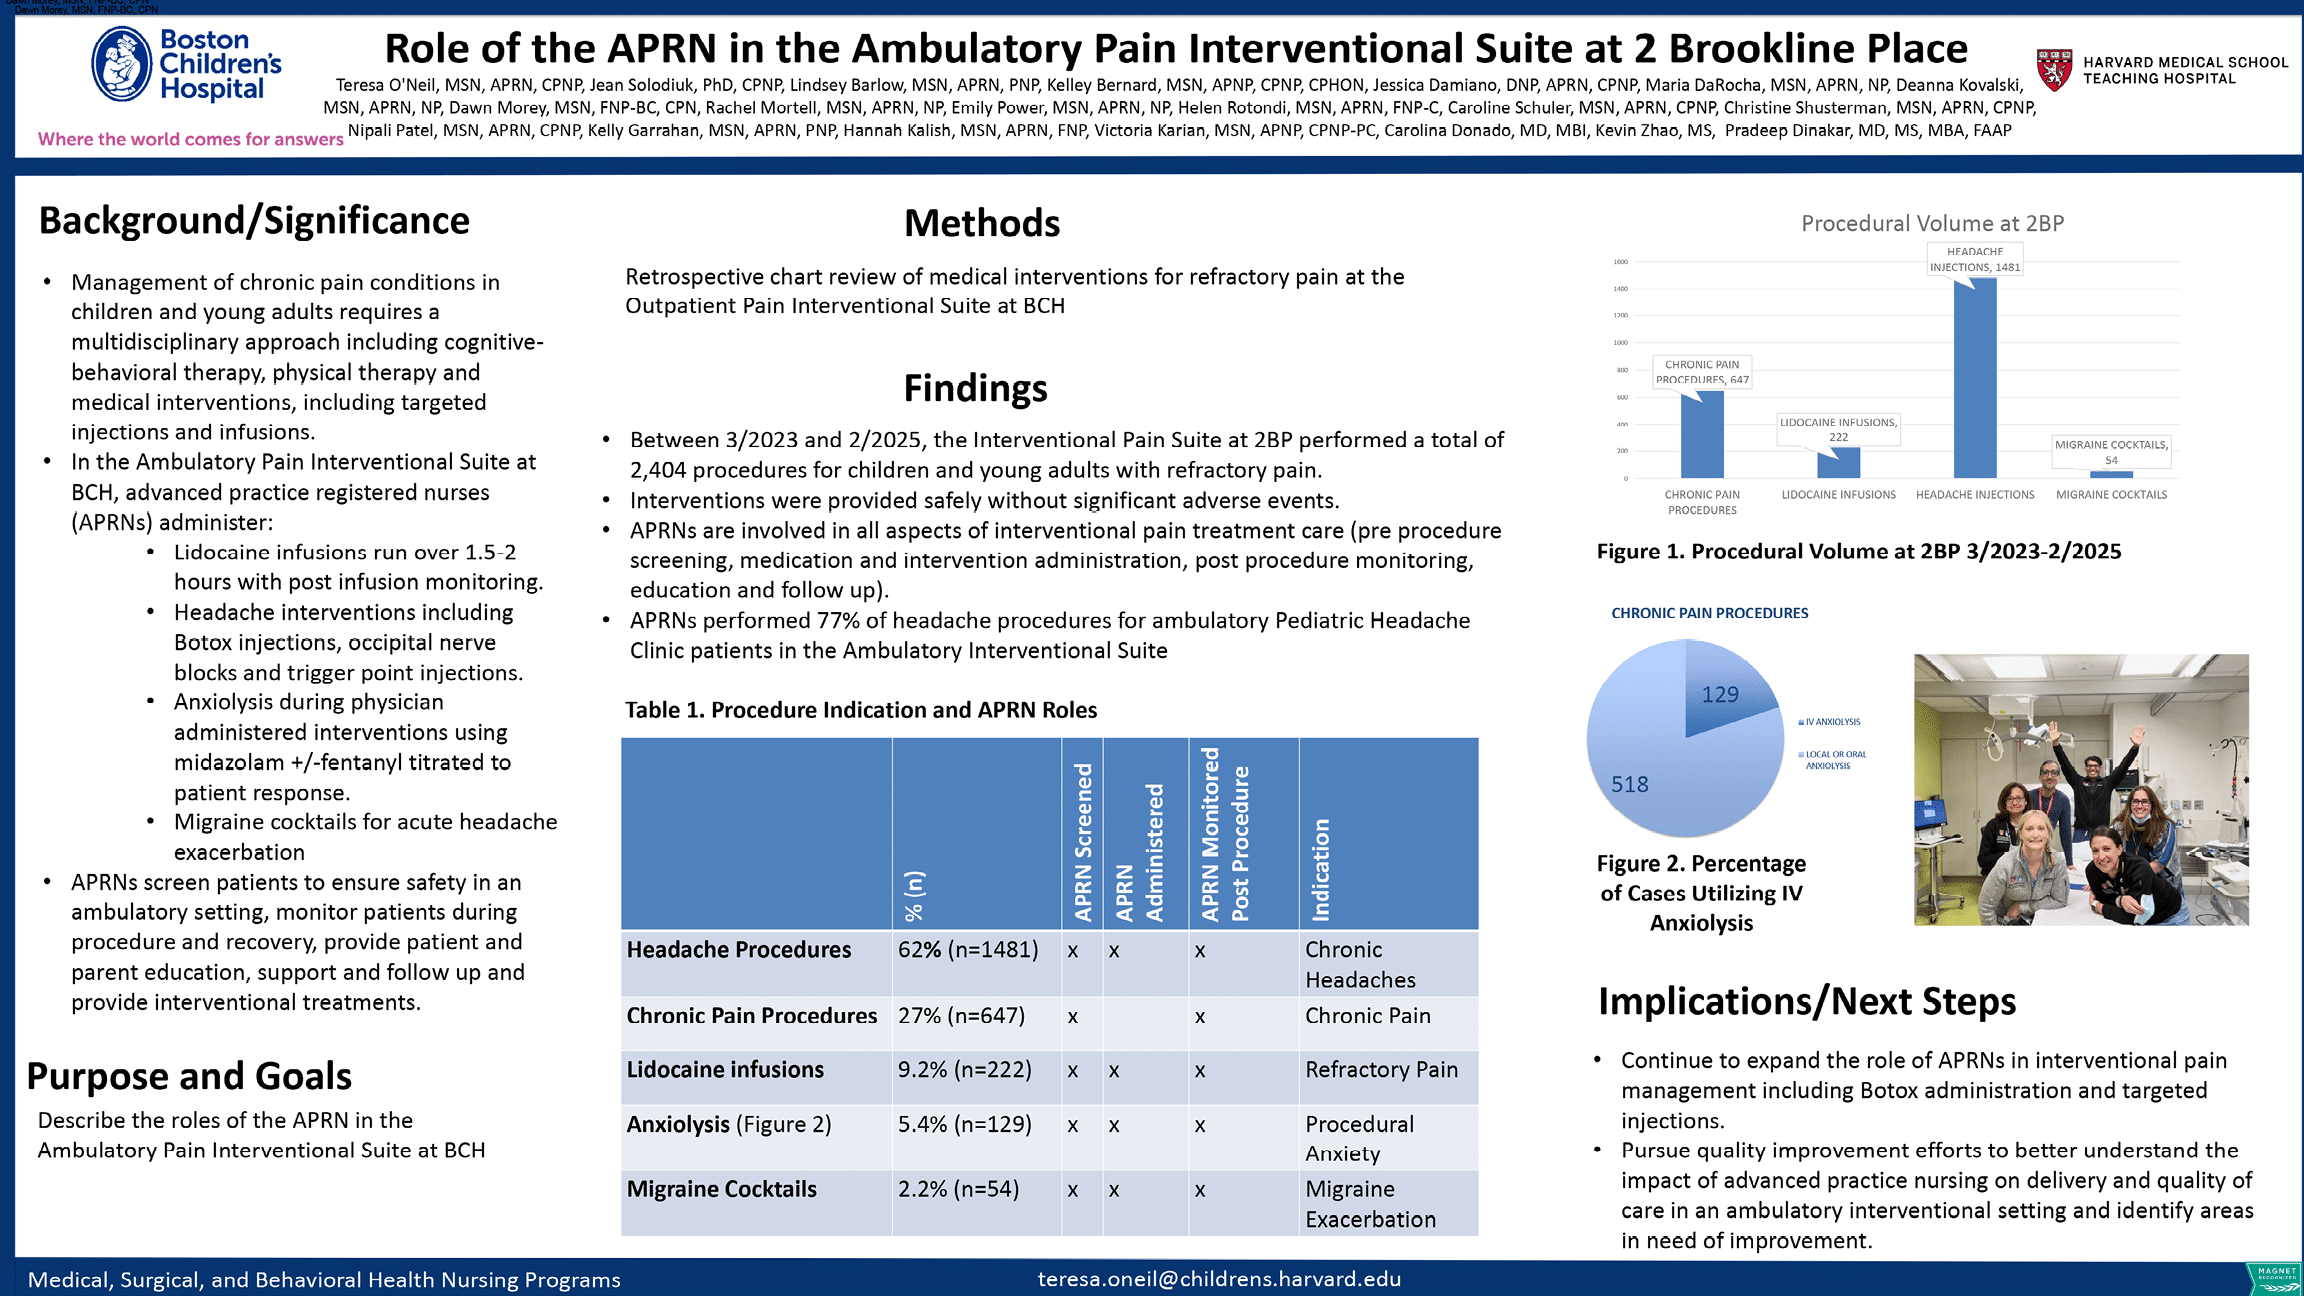 Dawn Morey, MSN, FNP-BC, CPN
Boston
Children's
Hospital
Where the world comes for answers
Role of the APRN in the Ambulatory Pain Interventional Suite at 2 Brookline Place
Teresa O'Neil, MSN, APRN, CPNP, Jean Solodiuk, PhD, CPNP, Lindsey Barlow, MSN, APRN, PNP, Kelley Bernard, MSN, APNP, CPNP, CPHON, Jessica Damiano, DNP, APRN, CPNP, Maria DaRocha, MSN, APRN, NP, Deanna Kovalski,
MSN, APRN, NP, Dawn Morey, MSN, FNP-BC, CPN, Rachel Mortell, MSN, APRN, NP, Emily Power, MSN, APRN, NP, Helen Rotondi, MSN, APRN, FNP-C, Caroline Schuler, MSN, APRN, CPNP, Christine Shusterman, MSN, APRN, CPNP,
Nipali Patel, MSN, APRN, CPNP, Kelly Garrahan, MSN, APRN, PNP, Hannah Kalish, MSN, APRN, FNP, Victoria Karian, MSN, APNP, CPNP-PC, Carolina Donado, MD, MBI, Kevin Zhao, MS, Pradeep Dinakar, MD, MS, MBA, FAAP
HARVARD MEDICAL SCHOOL
TEACHING HOSPITAL
Background/Significance
• Management of chronic pain conditions in
children and young adults requires a
multidisciplinary approach including cognitive-
behavioral therapy, physical therapy and
medical interventions, including targeted
injections and infusions.
• In the Ambulatory Pain Interventional Suite at
BCH, advanced practice registered nurses
(APRNs) administer:
• Lidocaine infusions run over 1.5-2
hours with post infusion monitoring.
• Headache interventions including
Botox injections, occipital nerve
blocks and trigger point injections.
• Anxiolysis during physician
administered interventions using
midazolam +/-fentanyl titrated to
patient response.
• Migraine cocktails for acute headache
exacerbation
• APRNs screen patients to ensure safety in an
ambulatory setting, monitor patients during
procedure and recovery, provide patient and
parent education, support and follow up and
provide interventional treatments.
Purpose and Goals
Describe the roles of the APRN in the
Ambulatory Pain Interventional Suite at BCH
Methods
Retrospective chart review of medical interventions for refractory pain at the
Outpatient Pain Interventional Suite at BCH
Findings
• Between 3/2023 and 2/2025, the Interventional Pain Suite at 2BP performed a total of
2,404 procedures for children and young adults with refractory pain.
• Interventions were provided safely without significant adverse events.
• APRNs are involved in all aspects of interventional pain treatment care (pre procedure
screening, medication and intervention administration, post procedure monitoring,
education and follow up).
• APRNs performed 77% of headache procedures for ambulatory Pediatric Headache
Clinic patients in the Ambulatory Interventional Suite
Table 1. Procedure Indication and APRN Roles
% (n)
APRN Screened
APRN
Administered
APRN Monitored
Post Procedure
Indication
Headache Procedures 62% (n=1481) x x x Chronic
Headaches
Chronic Pain Procedures 27% (n=647) x x Chronic Pain
Lidocaine infusions 9.2% (n=222) x x x Refractory Pain
Anxiolysis (Figure 2) 5.4% (n=129) x x x Procedural
Anxiety
Migraine Cocktails 2.2% (n=54) x x x Migraine
Exacerbation
Procedural Volume at 2BP
1600
1400
1200
1000
800
600
400
200
0
CHRONIC PAIN
PROCEDURES, 647
LIDOCAINE INFUSIONS,
222
HEADACHE
INJECTIONS, 1481
MIGRAINE COCKTAILS,
54
CHRONIC PAIN
PROCEDURES
LIDOCAINE INFUSIONS
HEADACHE INJECTIONS
MIGRAINE COCKTAILS
Figure 1. Procedural Volume at 2BP 3/2023-2/2025
CHRONIC PAIN PROCEDURES
129
518
IV ANXIOLYSIS
LOCAL OR ORAL
ANXIOLYSIS
Figure 2. Percentage
of Cases Utilizing IV
Anxiolysis
Implications/Next Steps
• Continue to expand the role of APRNs in interventional pain
management including Botox administration and targeted
injections.
• Pursue quality improvement efforts to better understand the
impact of advanced practice nursing on delivery and quality of
care in an ambulatory interventional setting and identify areas
in need of improvement.
Medical, Surgical, and Behavioral Health Nursing Programs
teresa.oneil@childrens.harvard.edu
MAGNET
RECOGNIZED